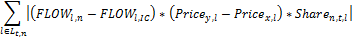 ∑_{l∈L_{t,n}} |(FLOW_{l,n} − FLOW_{l,IC}) * (Price_{y,l} − Price_{x,l}) * Share_{n,t,l}|